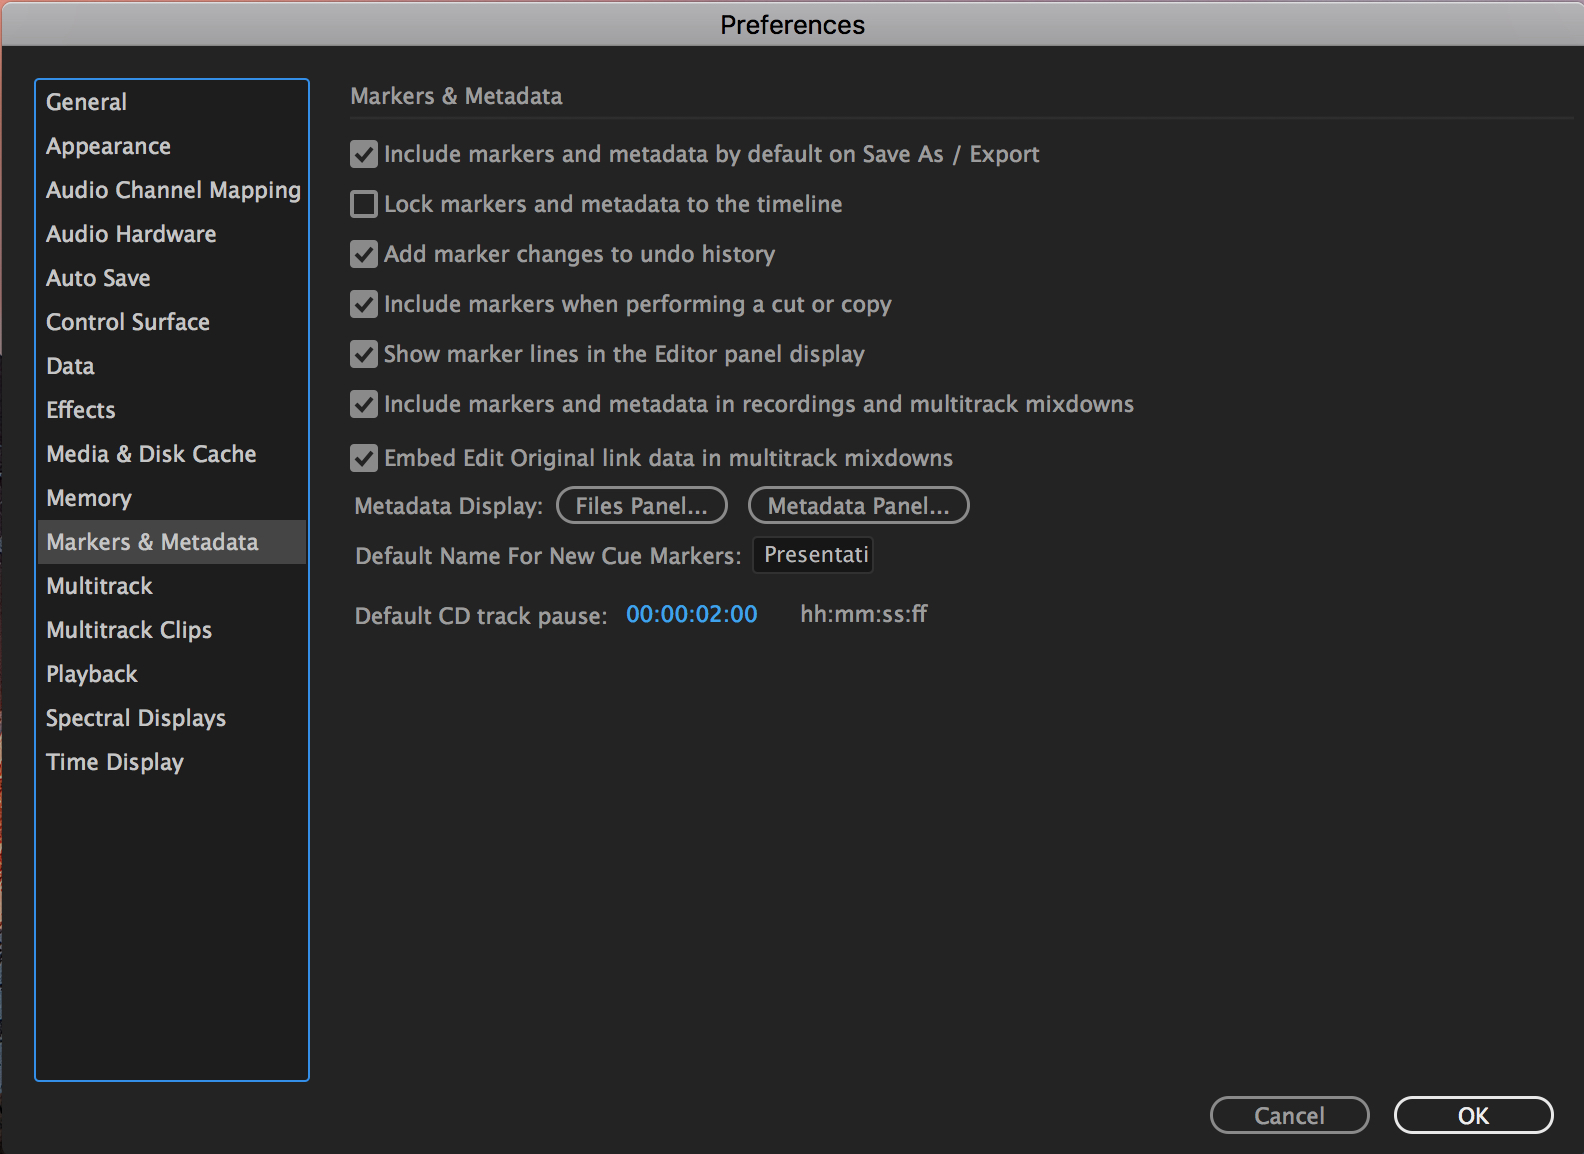 Preferences
General
Appearance
Audio Channel Mapping
Audio Hardware
Auto Save
Control Surface
Data
Effects
Media & Disk Cache
Memory
Markers & Metadata
Multitrack
Multitrack Clips
Playback
Spectral Displays
Time Display
Markers & Metadata
Include markers and metadata by default on Save As / Export
Lock markers and metadata to the timeline
Add marker changes to undo history
Include markers when performing a cut or copy
Show marker lines in the Editor panel display
Include markers and metadata in recordings and multitrack mixdowns
Embed Edit Original link data in multitrack mixdowns
Metadata Display: Files Panel... Metadata Panel...
Default Name For New Cue Markers: Presentati
Default CD track pause: 00:00:02:00 hh:mm:ss:ff
Cancel OK